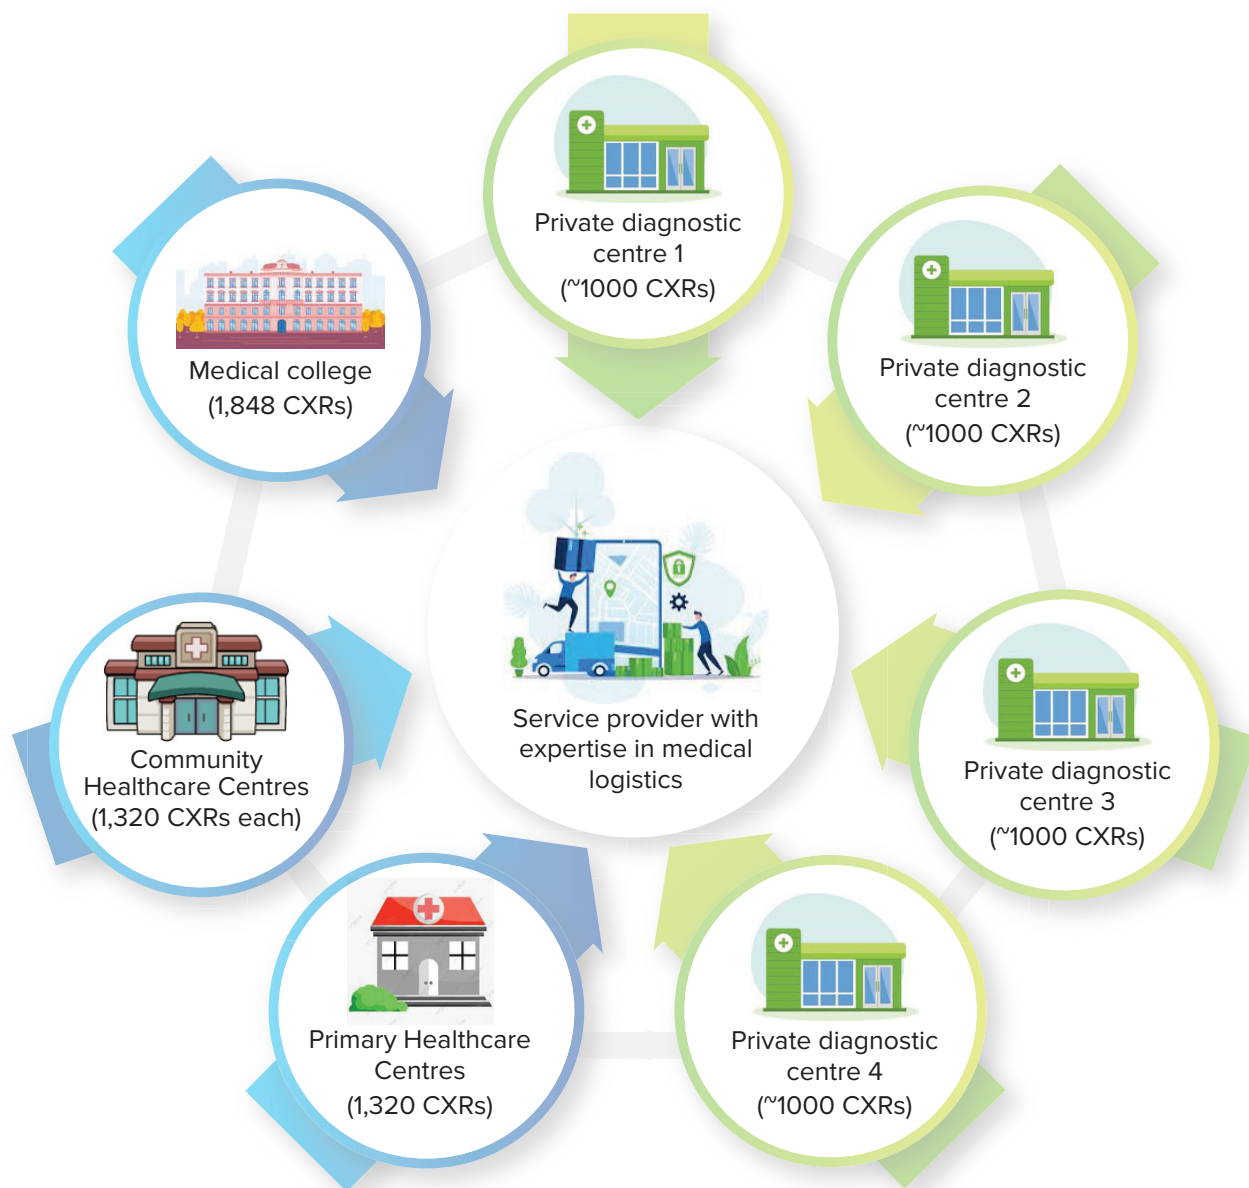 Private diagnostic
centre 1
(~1000 CXRs)
Private diagnostic
centre 2
(~1000 CXRs)
Medical college
(1,848 CXRs)
Service provider with
expertise in medical
logistics
Community
Healthcare Centres
(1,320 CXRs each)
Private diagnostic
centre 3
(~1000 CXRs)
Primary Healthcare
Centres
(1,320 CXRs)
Private diagnostic
centre 4
(~1000 CXRs)